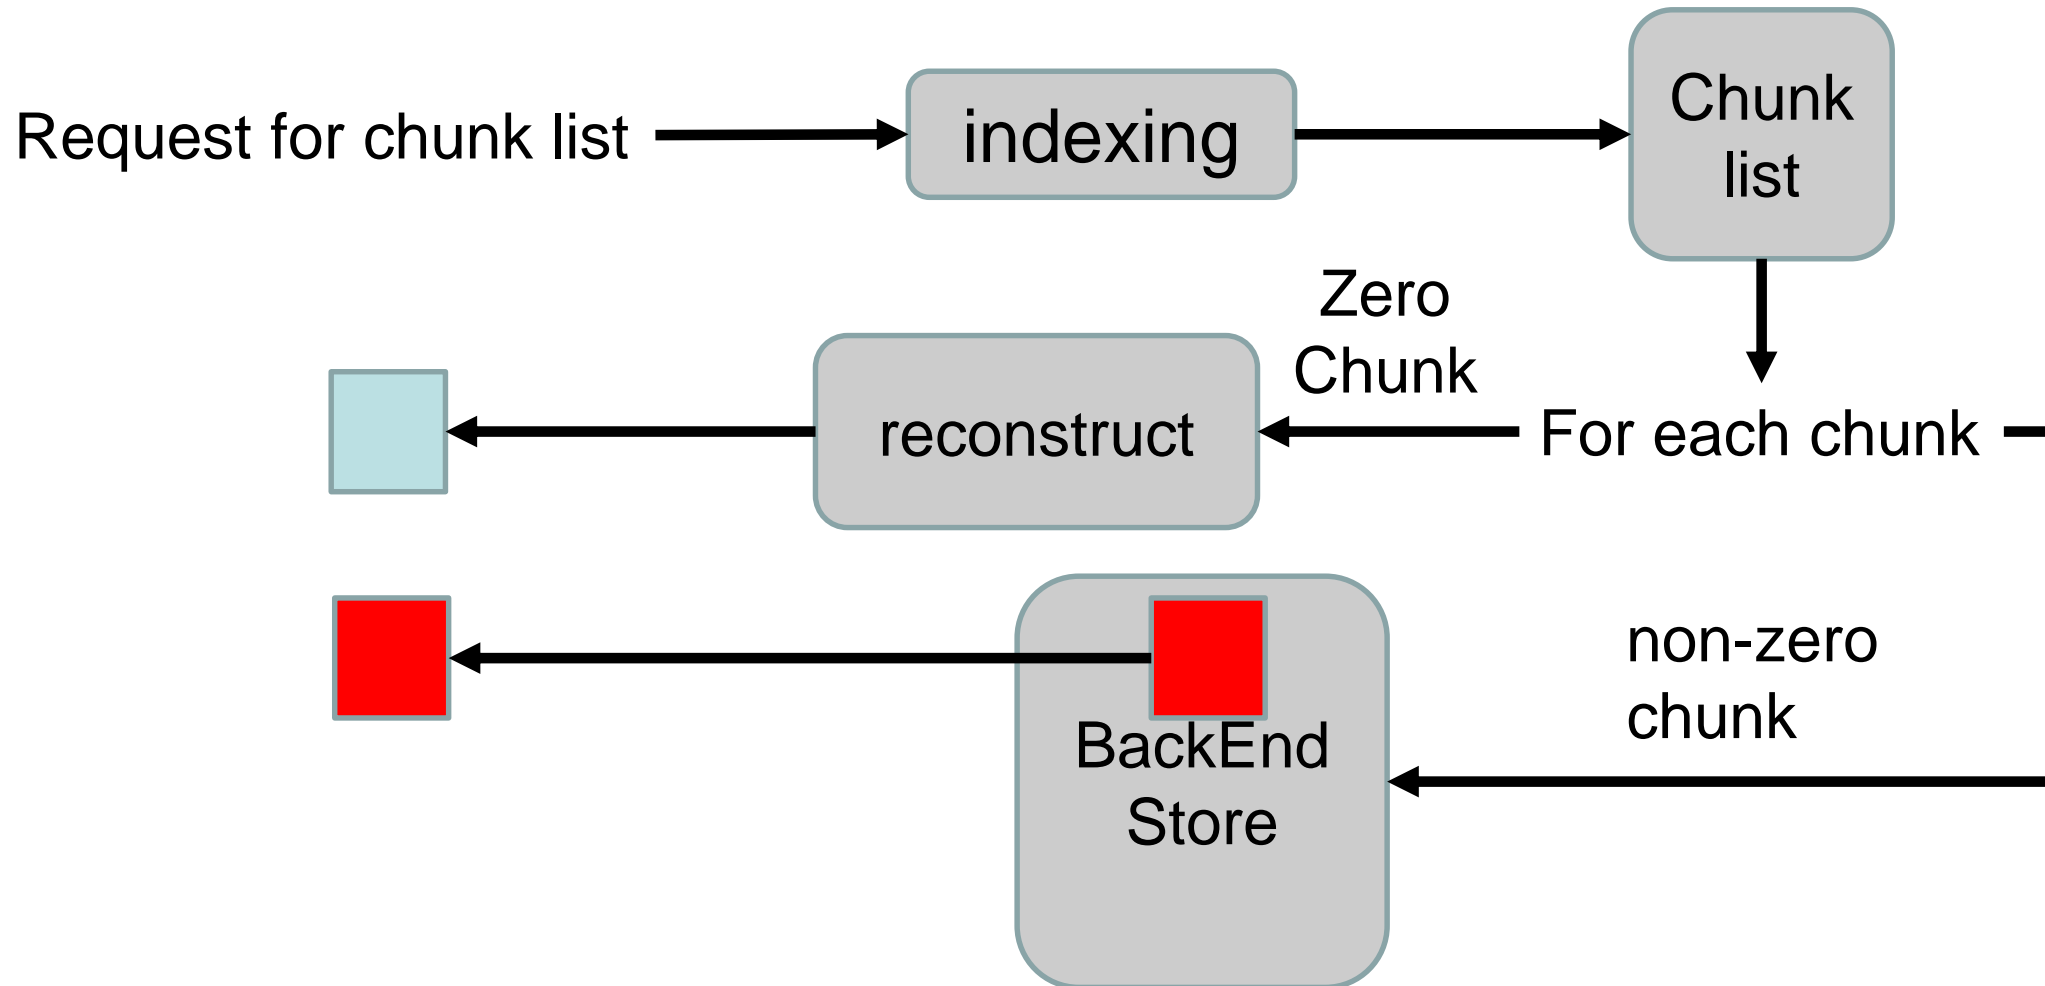 Request for chunk list
indexing
Chunk
list
Zero
Chunk
reconstruct
For each chunk
non-zero
chunk
BackEnd
Store